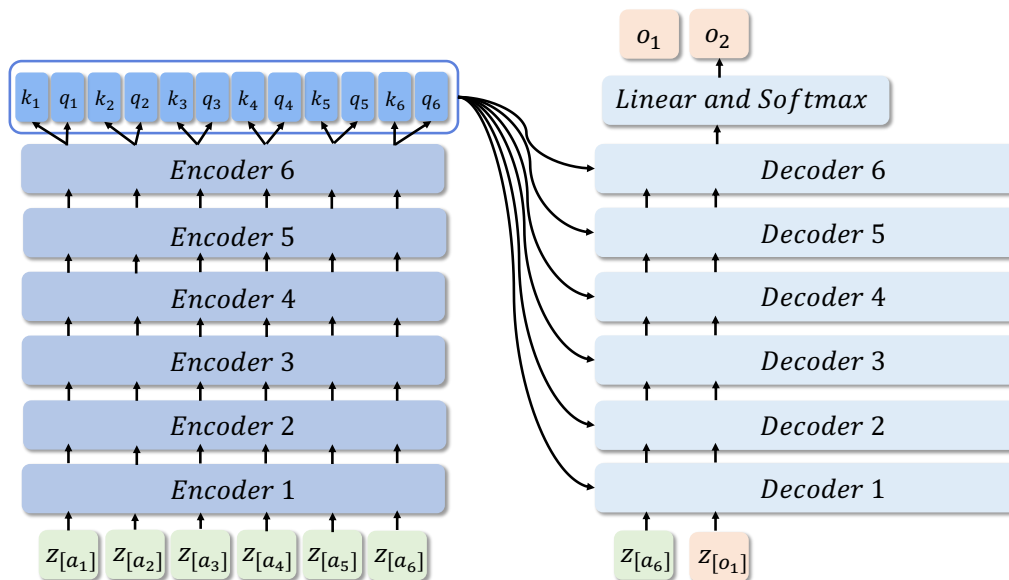 o₁ o₂
k₁ q₁ k₂ q₂ k₃ q₃ k₄ q₄ k₅ q₅ k₆ q₆
Linear and Softmax
Encoder 6
Encoder 5
Encoder 4
Encoder 3
Encoder 2
Encoder 1
z[a₁] z[a₂] z[a₃] z[a₄] z[a₅] z[a₆]
Decoder 6
Decoder 5
Decoder 4
Decoder 3
Decoder 2
Decoder 1
z[a₆] z[o₁]